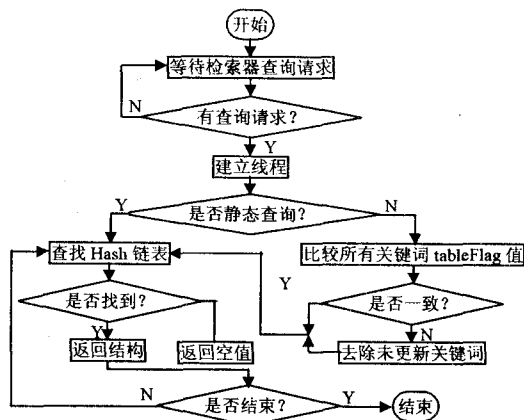 开始
等待检索器查询请求
N
有查询请求?
Y
建立线程
Y
是否静态查询?
N
查找 Hash 链表
比较所有关键词 tableFlag 值
Y
是否找到?
是否一致?
Y
N
返回结构
返回空值
去除未更新关键词
N
是否结束?
Y
结束